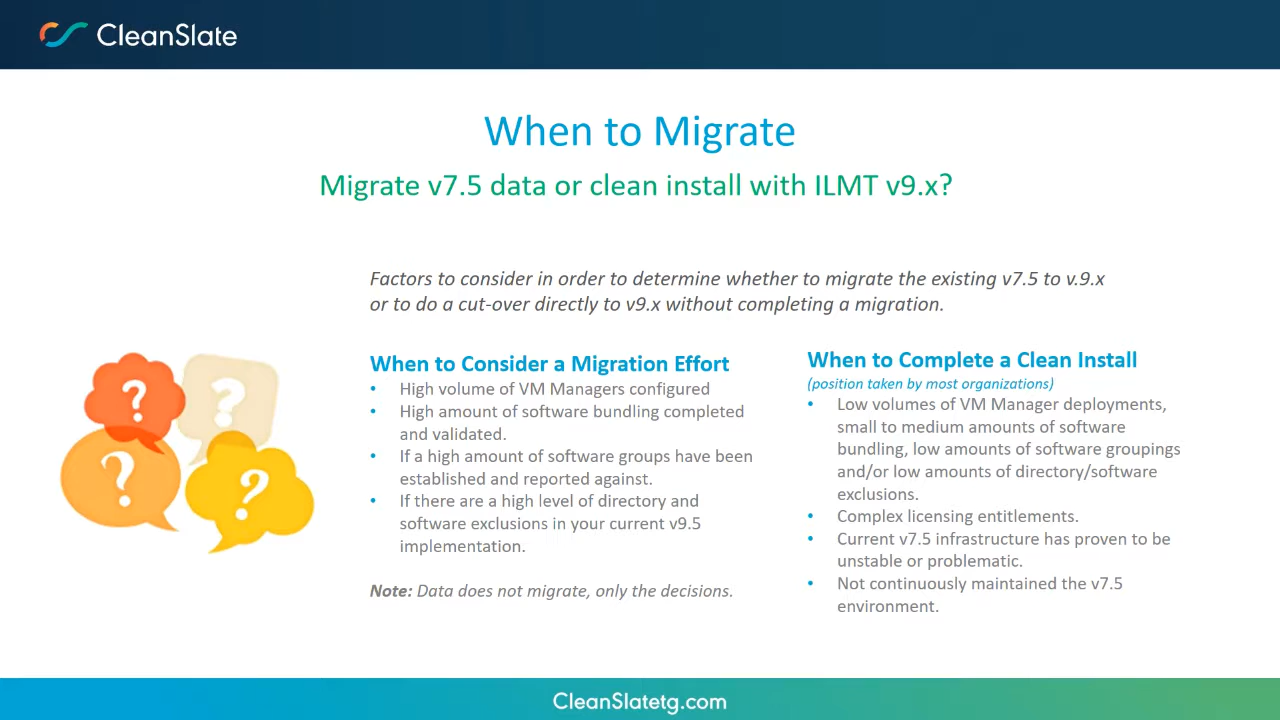 CleanSlate
When to Migrate
Migrate v7.5 data or clean install with ILMT v9.x?
Factors to consider in order to determine whether to migrate the existing v7.5 to v.9.x
or to do a cut-over directly to v9.x without completing a migration.
When to Consider a Migration Effort
• High volume of VM Managers configured
• High amount of software bundling completed
and validated.
• If a high amount of software groups have been
established and reported against.
• If there are a high level of directory and
software exclusions in your current v9.5
implementation.
Note: Data does not migrate, only the decisions.
When to Complete a Clean Install
(position taken by most organizations)
• Low volumes of VM Manager deployments,
small to medium amounts of software
bundling, low amounts of software groupings
and/or low amounts of directory/software
exclusions.
• Complex licensing entitlements.
• Current v7.5 infrastructure has proven to be
unstable or problematic.
• Not continuously maintained the v7.5
environment.
? ? ? ?
CleanSlatetg.com